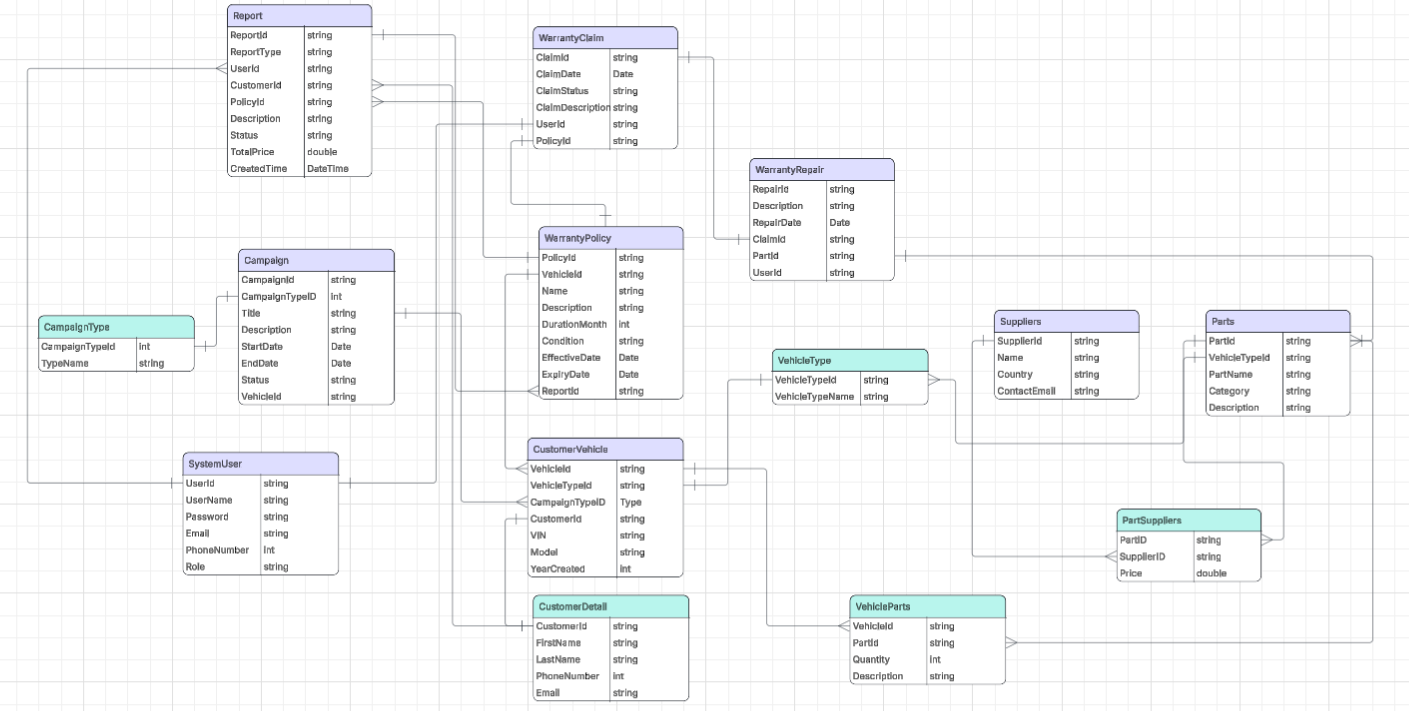 Report
ReportId string
ReportType string
UserId string
CustomerId string
PolicyId string
Description string
Status string
TotalPrice double
CreatedTime DateTime
WarrantyClaim
ClaimId string
ClaimDate Date
ClaimStatus string
ClaimDescription string
UserId string
PolicyId string
WarrantyRepair
RepairId string
Description string
RepairDate Date
ClaimId string
PartId string
UserId string
WarrantyPolicy
PolicyId string
VehicleId string
Name string
Description string
DurationMonth int
Condition string
EffectiveDate Date
ExpiryDate Date
ReportId string
Campaign
CampaignId string
CampaignTypeID Int
Title string
Description string
StartDate Date
EndDate Date
Status string
VehicleId string
CampaignType
CampaignTypeId Int
TypeName string
Suppliers
SupplierId string
Name string
Country string
ContactEmail string
Parts
PartId string
VehicleTypeId string
PartName string
Category string
Description string
VehicleType
VehicleTypeId string
VehicleTypeName string
CustomerVehicle
VehicleId string
VehicleTypeId string
CampaignTypeID Type
CustomerId string
VIN string
Model string
YearCreated int
SystemUser
UserId string
UserName string
Password string
Email string
PhoneNumber Int
Role string
PartSuppliers
PartID string
SupplierID string
Price double
CustomerDetail
CustomerId string
FirstName string
LastName string
PhoneNumber int
Email string
VehicleParts
VehicleId string
PartId string
Quantity Int
Description string